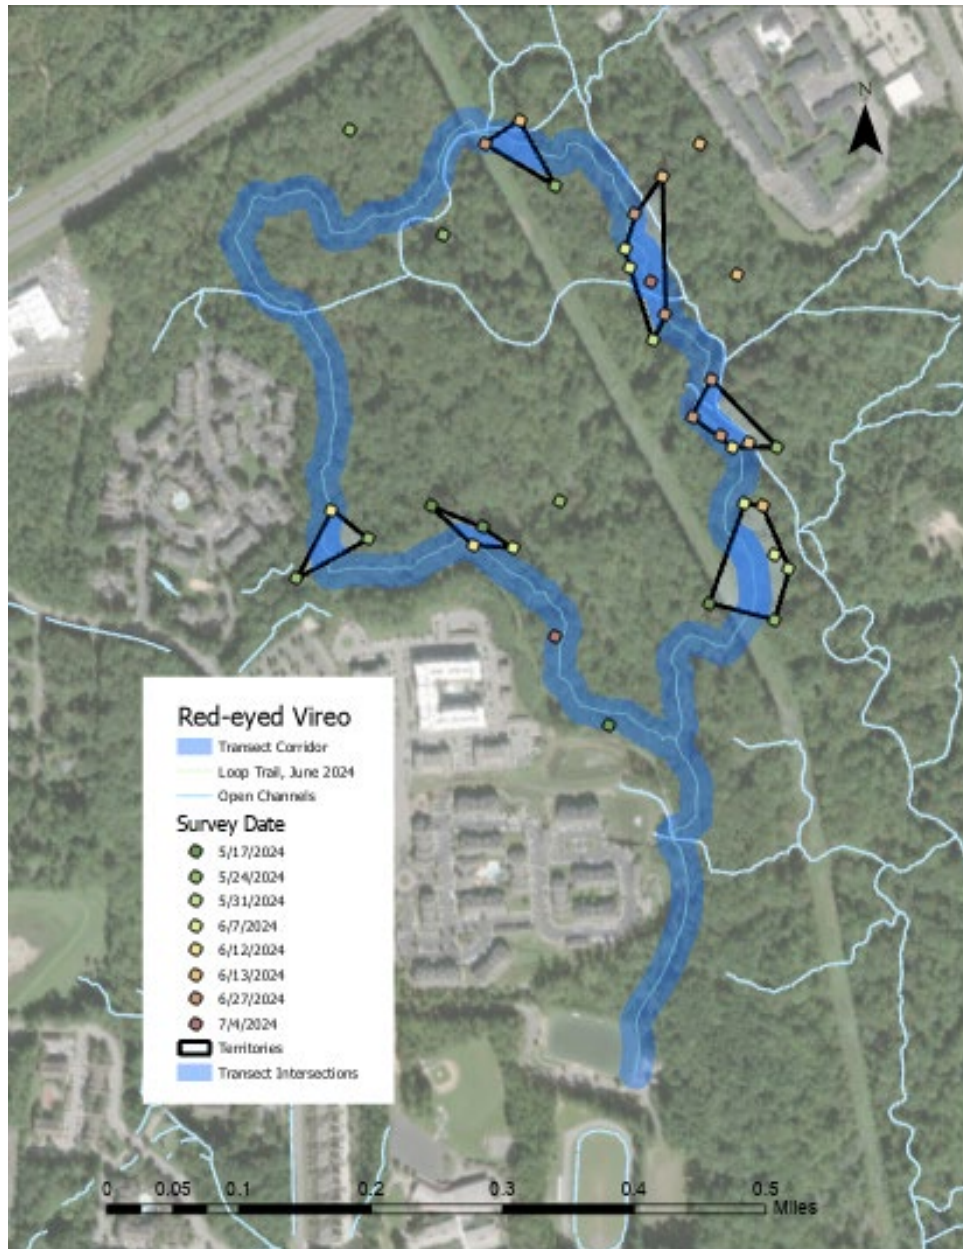 N
Red-eyed Vireo
Transect Corridor
Loop Trail, June 2024
Open Channels
Survey Date
5/17/2024
5/24/2024
5/31/2024
6/7/2024
6/12/2024
6/13/2024
6/27/2024
7/4/2024
Territories
Transect Intersections
0 0.05 0.1 0.2 0.3 0.4 0.5
Miles